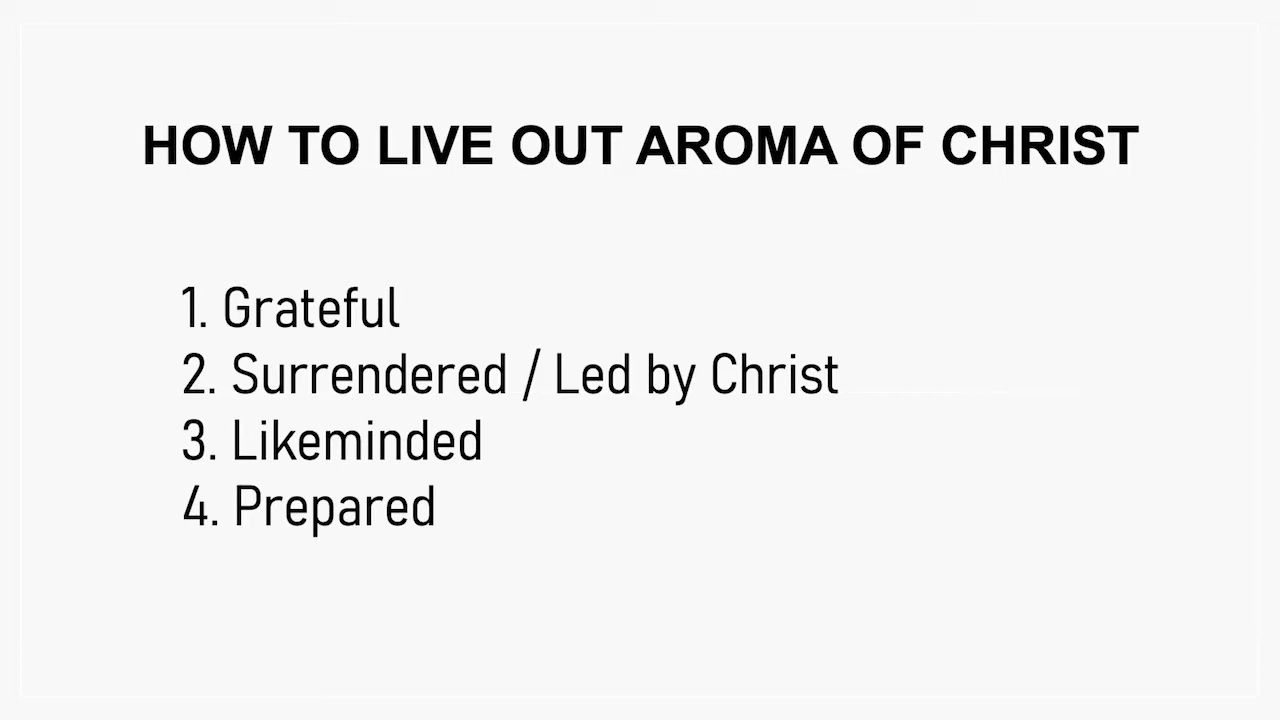 HOW TO LIVE OUT AROMA OF CHRIST
1. Grateful
2. Surrendered / Led by Christ
3. Likeminded
4. Prepared